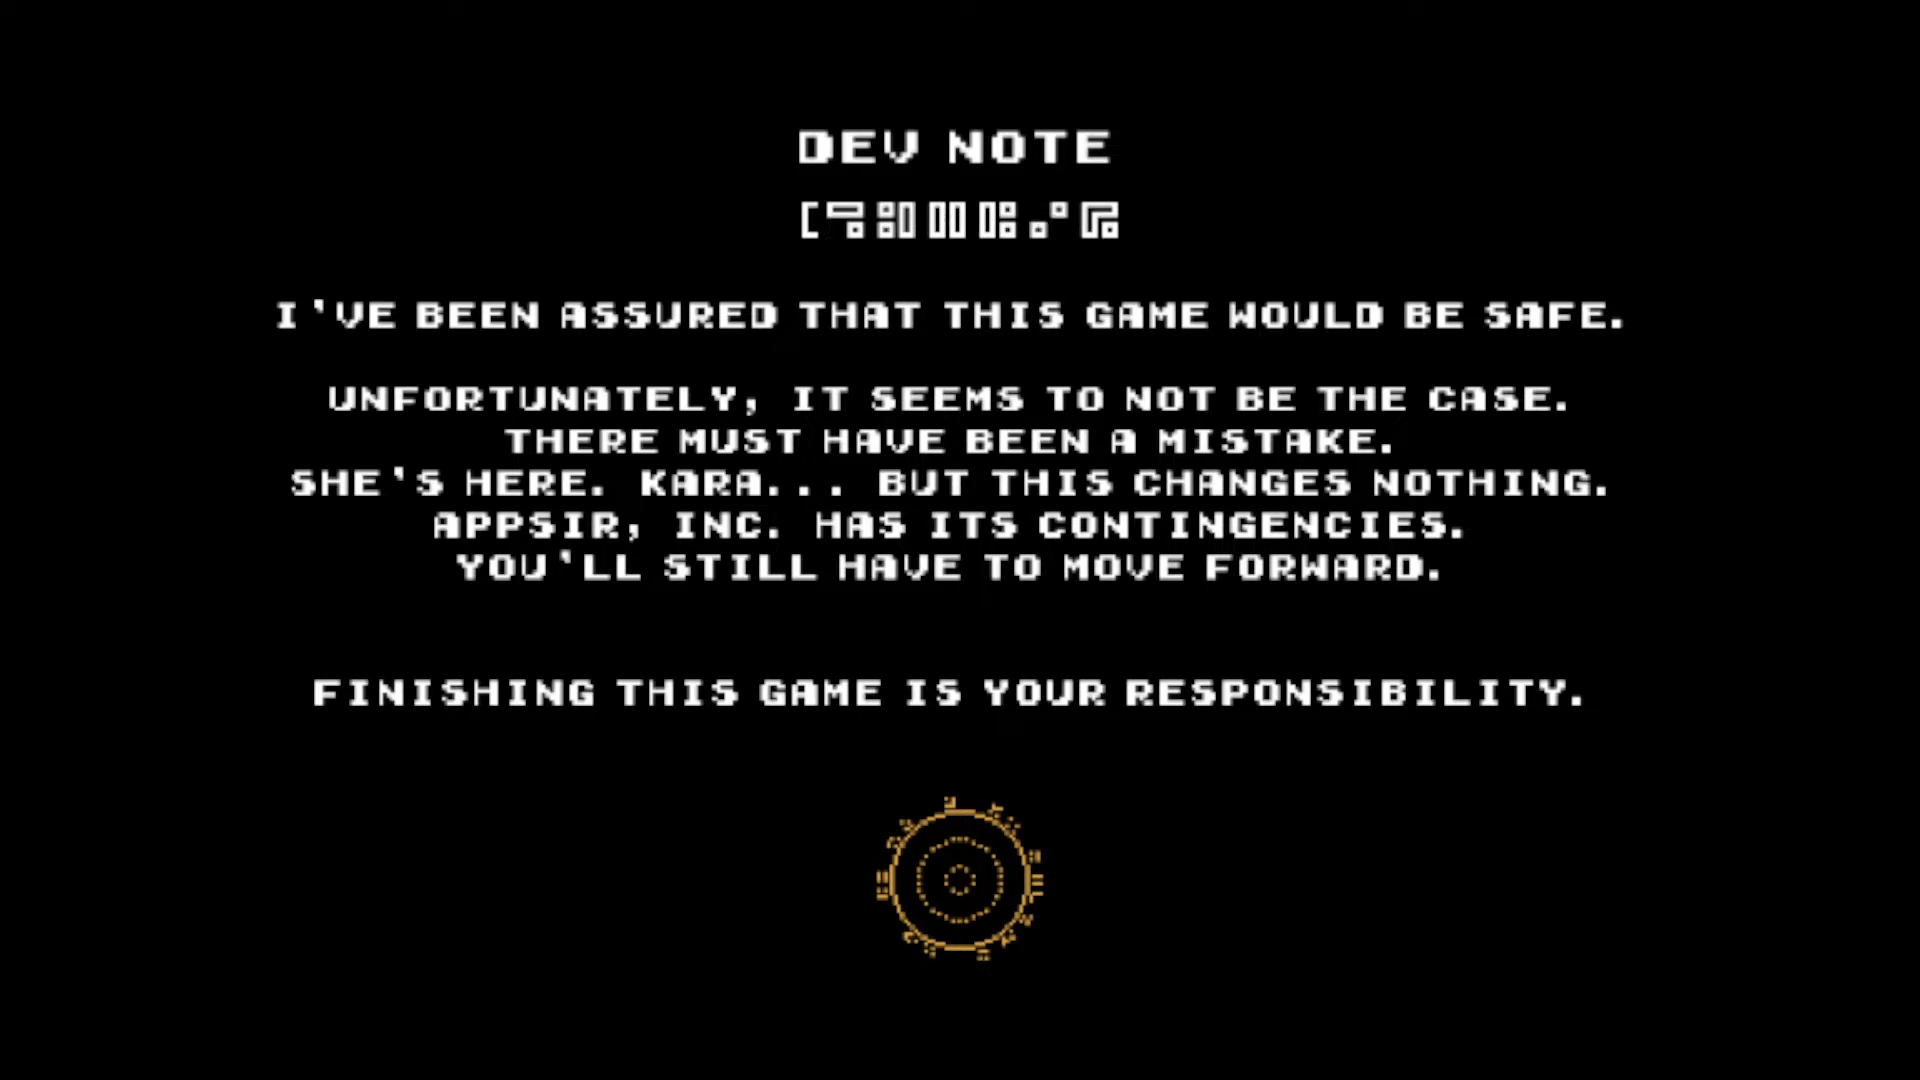 DEV NOTE
I'VE BEEN ASSURED THAT THIS GAME WOULD BE SAFE.
UNFORTUNATELY, IT SEEMS TO NOT BE THE CASE.
THERE MUST HAVE BEEN A MISTAKE.
SHE'S HERE. KARA... BUT THIS CHANGES NOTHING.
APPSIR, INC. HAS ITS CONTINGENCIES.
YOU'LL STILL HAVE TO MOVE FORWARD.
FINISHING THIS GAME IS YOUR RESPONSIBILITY.